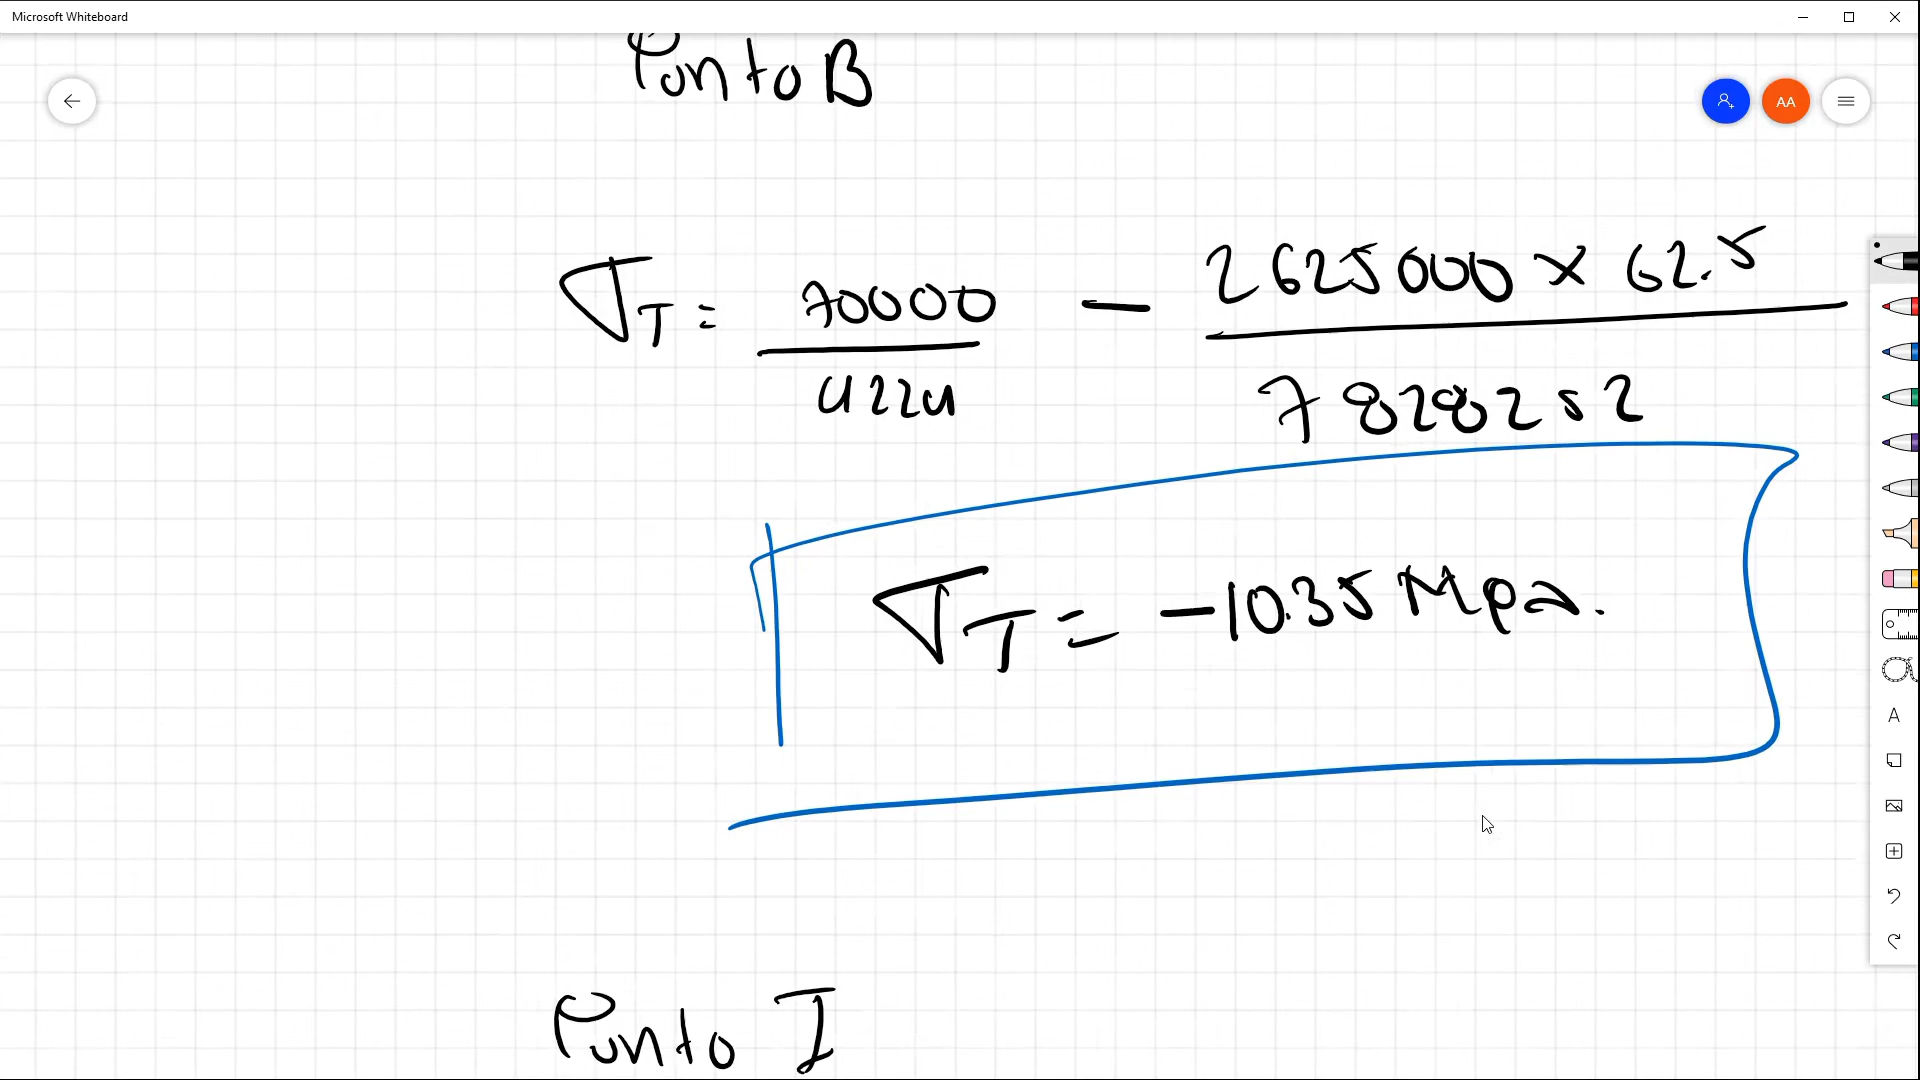 Microsoft Whiteboard
Punto B
AA
σT = 70000 / 4224 − 2625000 × 62.5 / 7828252
σT = −10.35 Mpa.
A
Punto I